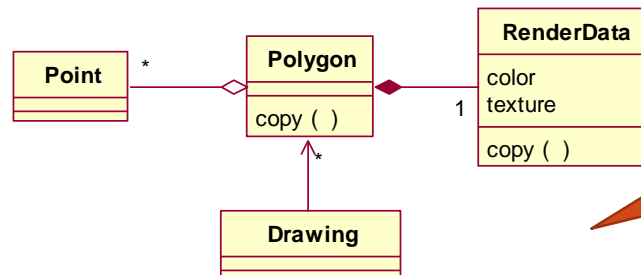 RenderData
color
texture
copy ( )
Polygon
copy ( )
Point
*
1
*
Drawing